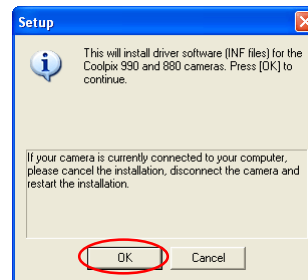 Setup
This will install driver software (INF files) for the
Coolpix 990 and 880 cameras. Press [OK] to
continue.
If your camera is currently connected to your computer,
please cancel the installation, disconnect the camera and
restart the installation.
OK Cancel